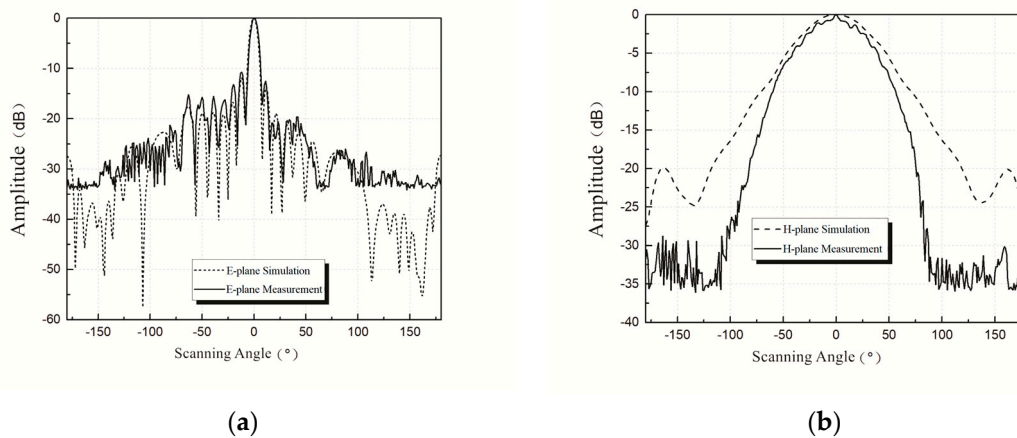 0
-10
-20
-30
-40
-50
-60
Amplitude (dB)
E-plane Simulation
E-plane Measurement
-150 -100 -50 0 50 100 150
Scanning Angle (°)
(a)
0
-5
-10
-15
-20
-25
-30
-35
-40
Amplitude (dB)
H-plane Simulation
H-plane Measurement
-150 -100 -50 0 50 100 150
Scanning Angle (°)
(b)